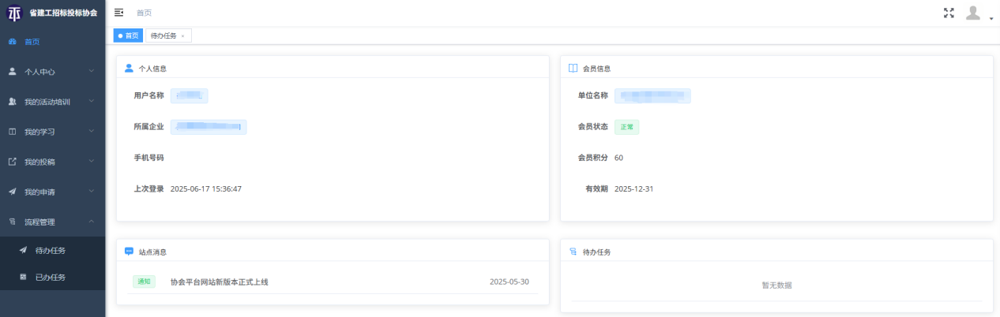 省建工招标投标协会
首页
首页
待办任务 ×
首页
个人中心
我的活动培训
我的学习
我的投稿
我的申请
流程管理
待办任务
已办任务
个人信息
用户名称
所属企业
手机号码
上次登录 2025-06-17 15:36:47
会员信息
单位名称
会员状态 正常
会员积分 60
有效期 2025-12-31
站点消息
通知 协会平台网站新版本正式上线 2025-05-30
待办任务
暂无数据